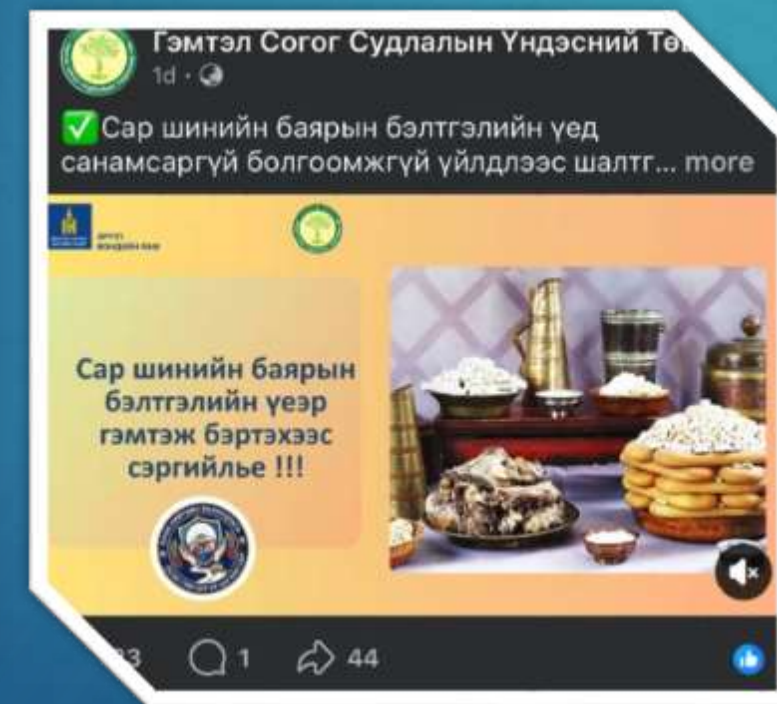 Гэмтэл Согог Судлалын Үндэсний
1d
Сар шинийн баярын бэлтгэлийн үед
санамсаргүй болгоомжгүй үйлдлээс шалтг... more
Сар шинийн баярын
бэлтгэлийн үеэр
гэмтэж бэртэхээс
сэргийлье !!!
1
44